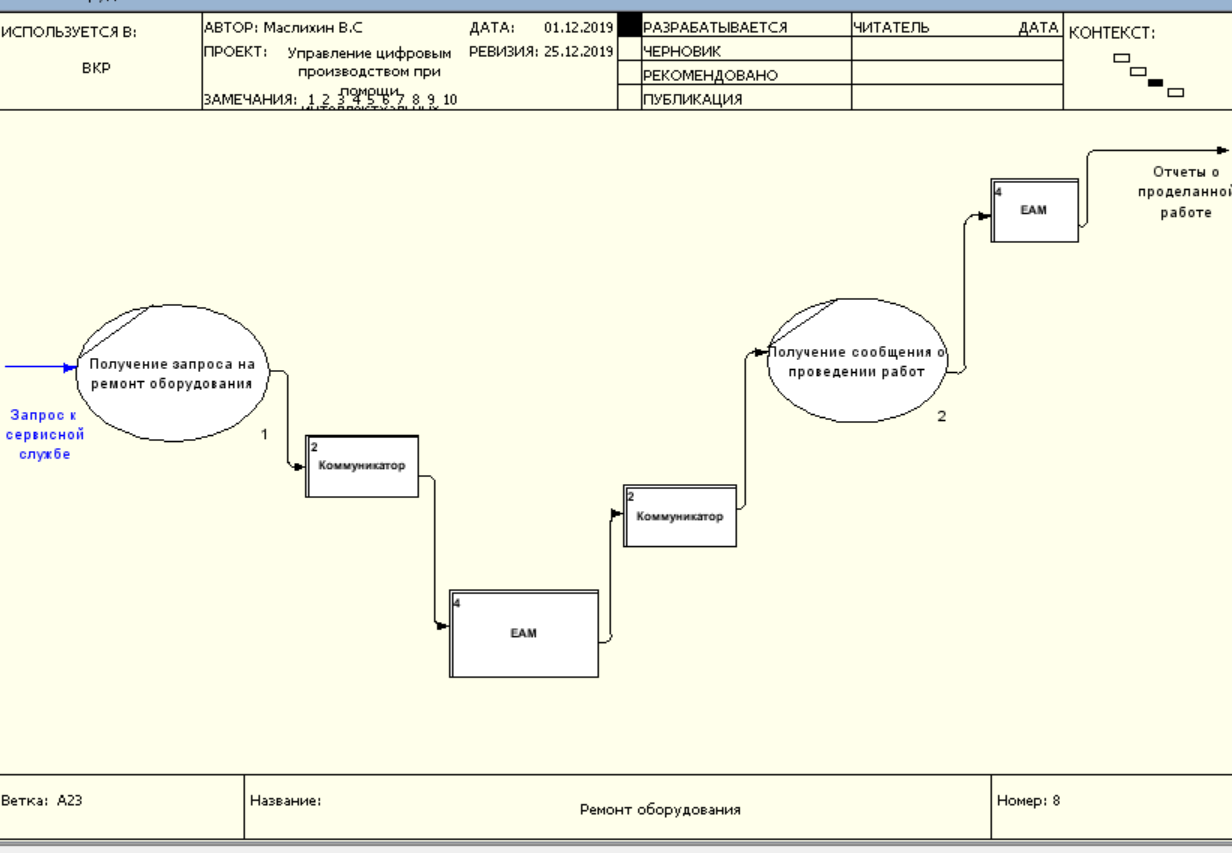 ИСПОЛЬЗУЕТСЯ В:
ВКР
АВТОР: Маслихин В.С
ДАТА: 01.12.2019
ПРОЕКТ: Управление цифровым
производством при
помощи
РЕВИЗИЯ: 25.12.2019
ЗАМЕЧАНИЯ: 1 2 3 4 5 6 7 8 9 10
РАЗРАБАТЫВАЕТСЯ
ЧЕРНОВИК
РЕКОМЕНДОВАНО
ПУБЛИКАЦИЯ
ЧИТАТЕЛЬ
ДАТА
КОНТЕКСТ:
Отчеты о
проделанной
работе
4
EAM
Получение запроса на
ремонт оборудования
1
Запрос к
сервисной
службе
2
Коммуникатор
4
EAM
2
Коммуникатор
Получение сообщения о
проведении работ
2
Ветка: A23
Название:
Ремонт оборудования
Номер: 8